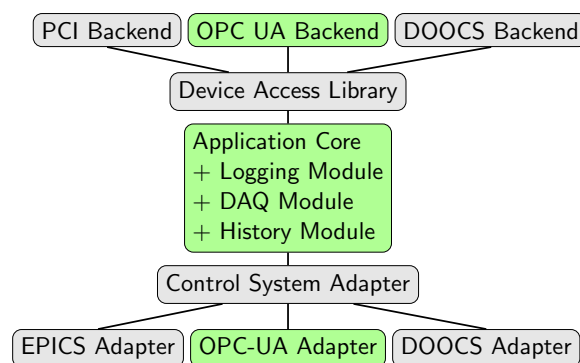 PCI Backend
OPC UA Backend
DOOCS Backend
Device Access Library
Application Core
+ Logging Module
+ DAQ Module
+ History Module
Control System Adapter
EPICS Adapter
OPC-UA Adapter
DOOCS Adapter